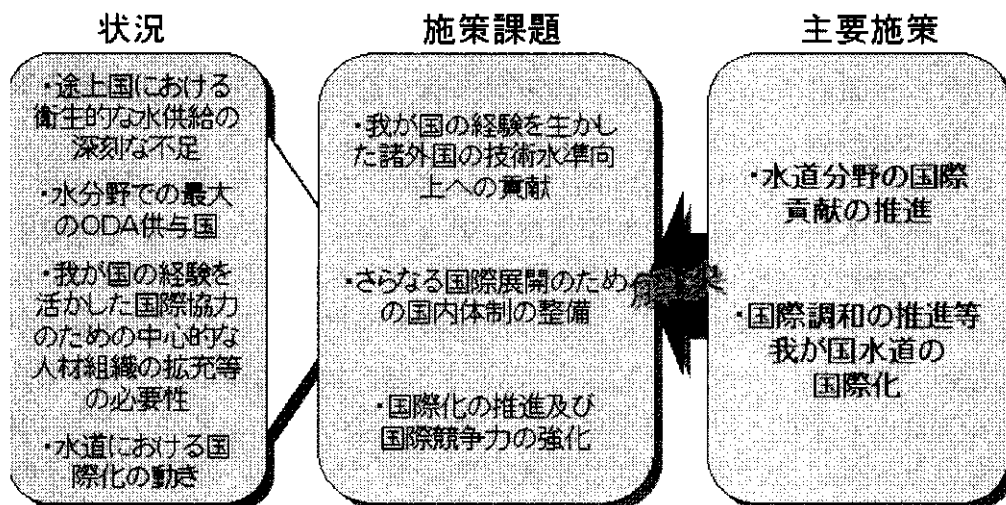 状況
・途上国における
衛生的な水供給の
深刻な不足
・水分野での最大
のODA供与国
・我が国の経験を
活かした国際協力
のための中心的な
人材組織の拡充等
の必要性
・水道における国
際化の動き
施策課題
・我が国の経験を生かし
た諸外国の技術水準向
上への貢献
・さらなる国際展開のため
の国内体制の整備
・国際化の推進及び
国際競争力の強化
解決
主要施策
・水道分野の国際
貢献の推進
・国際調和の推進等
我が国水道の
国際化